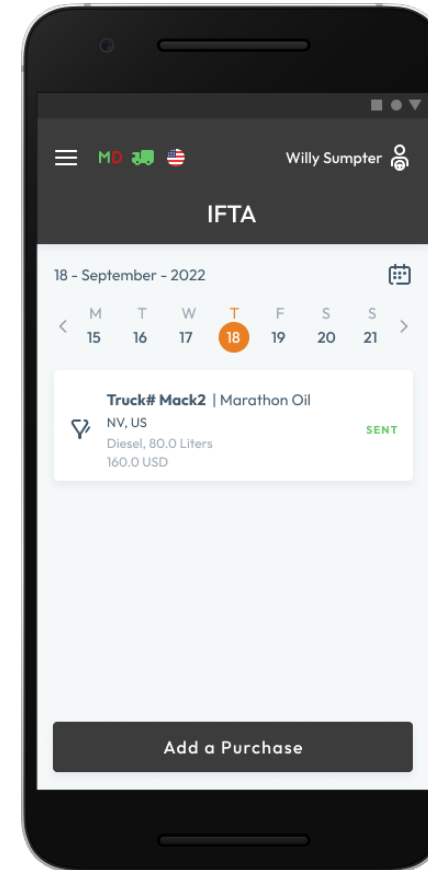 MD
Willy Sumpter
IFTA
18 - September - 2022
M T W T F S S
15 16 17 18 19 20 21
Truck# Mack2 | Marathon Oil
NV, US
SENT
Diesel, 80.0 Liters
160.0 USD
Add a Purchase